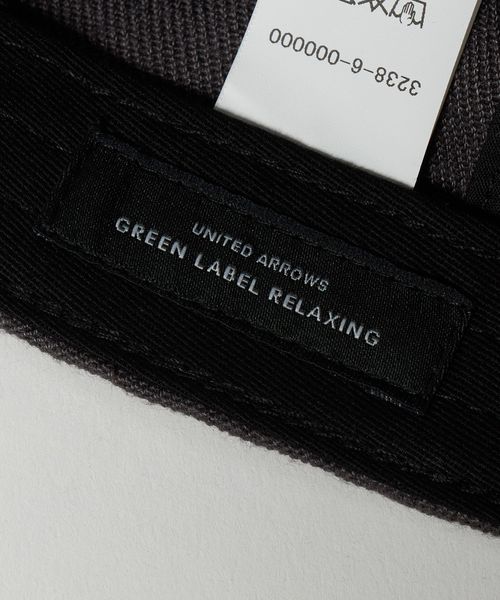 3238-6-000000
UNITED ARROWS
GREEN LABEL RELAXING